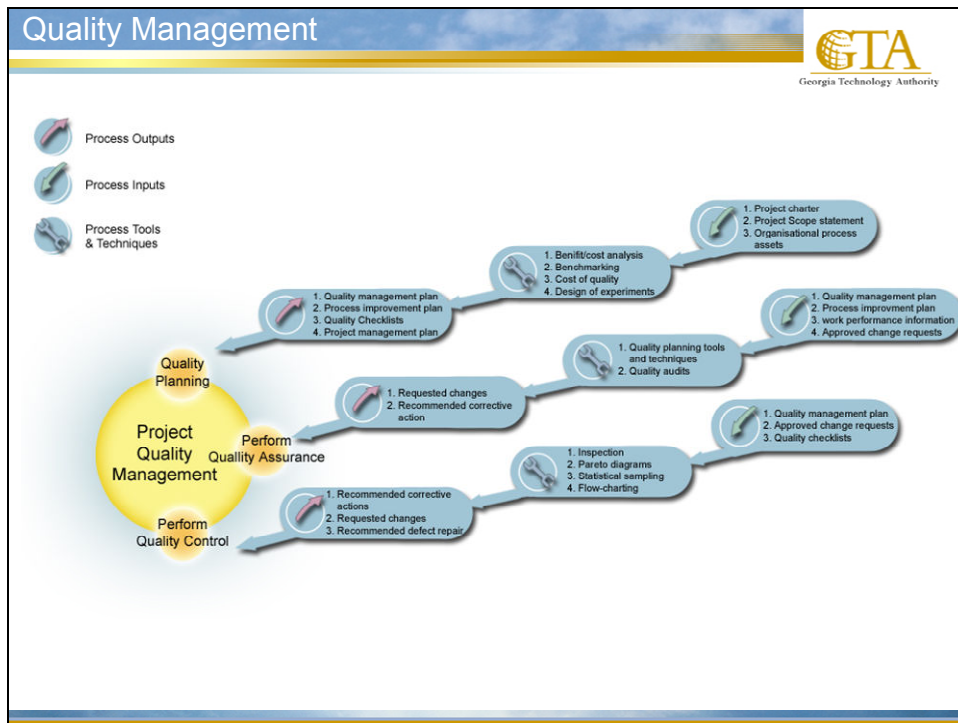 Quality Management
GTA
Georgia Technology Authority
Process Outputs
Process Inputs
Process Tools
& Techniques
1. Project charter
2. Project Scope statement
3. Organisational process
assets
1. Benifit/cost analysis
2. Benchmarking
3. Cost of quality
4. Design of experiments
1. Quality management plan
2. Process improvement plan
3. Quality Checklists
4. Project management plan
Quality
Planning
1. Quality management plan
2. Process improvment plan
3. work performance information
4. Approved change requests
1. Quality planning tools
and techniques
2. Quality audits
1. Requested changes
2. Recommended corrective
action
Perform
Quallity Assurance
Project
Quality
Management
1. Quality management plan
2. Approved change requests
3. Quality checklists
1. Inspection
2. Pareto diagrams
3. Statistical sampling
4. Flow-charting
1. Recommended corrective
actions
2. Requested changes
3. Recommended defect repair
Perform
Quality Control